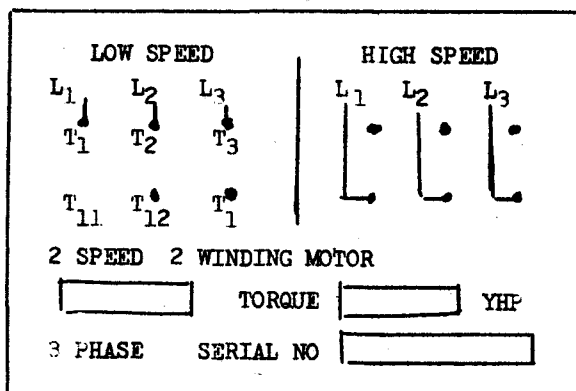 LOW SPEED HIGH SPEED
L1 L2 L3 L1 L2 L3
T1 T2 T3
T11 T12 T1
2 SPEED 2 WINDING MOTOR
TORQUE YHP
3 PHASE SERIAL NO